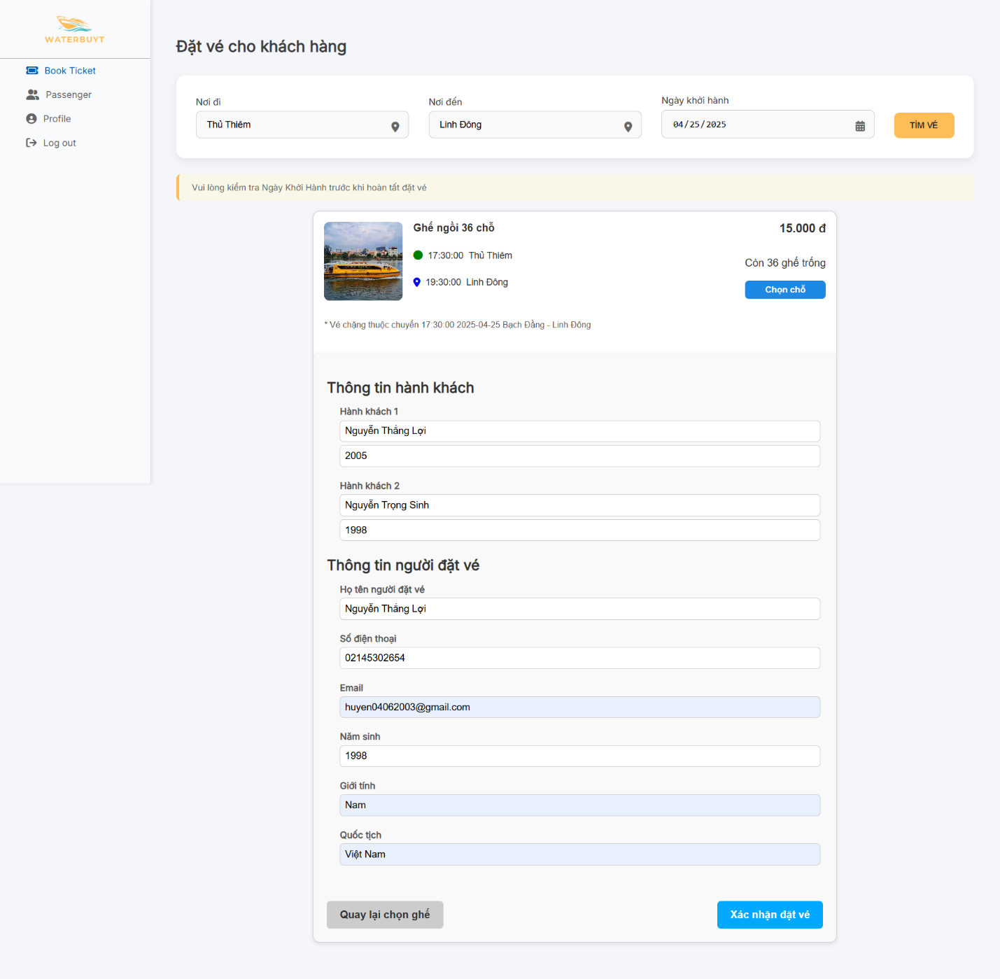 WATERBUYT
Book Ticket
Passenger
Profile
Log out
Đặt vé cho khách hàng
Nơi đi
Thủ Thiêm
Nơi đến
Linh Đông
Ngày khởi hành
04/25/2025
TÌM VÉ
Vui lòng kiểm tra Ngày Khởi Hành trước khi hoàn tất đặt vé
Ghế ngồi 36 chỗ
15.000 đ
17:30:00 Thủ Thiêm
Còn 36 ghế trống
19:30:00 Linh Đông
Chọn chỗ
* Vé chặng thuộc chuyến 17:30:00 2025-04-25 Bạch Đằng - Linh Đông
Thông tin hành khách
Hành khách 1
Nguyễn Thắng Lợi
2005
Hành khách 2
Nguyễn Trọng Sinh
1998
Thông tin người đặt vé
Họ tên người đặt vé
Nguyễn Thắng Lợi
Số điện thoại
02145302654
Email
huyen04062003@gmail.com
Năm sinh
1998
Giới tính
Nam
Quốc tịch
Việt Nam
Quay lại chọn ghế
Xác nhận đặt vé